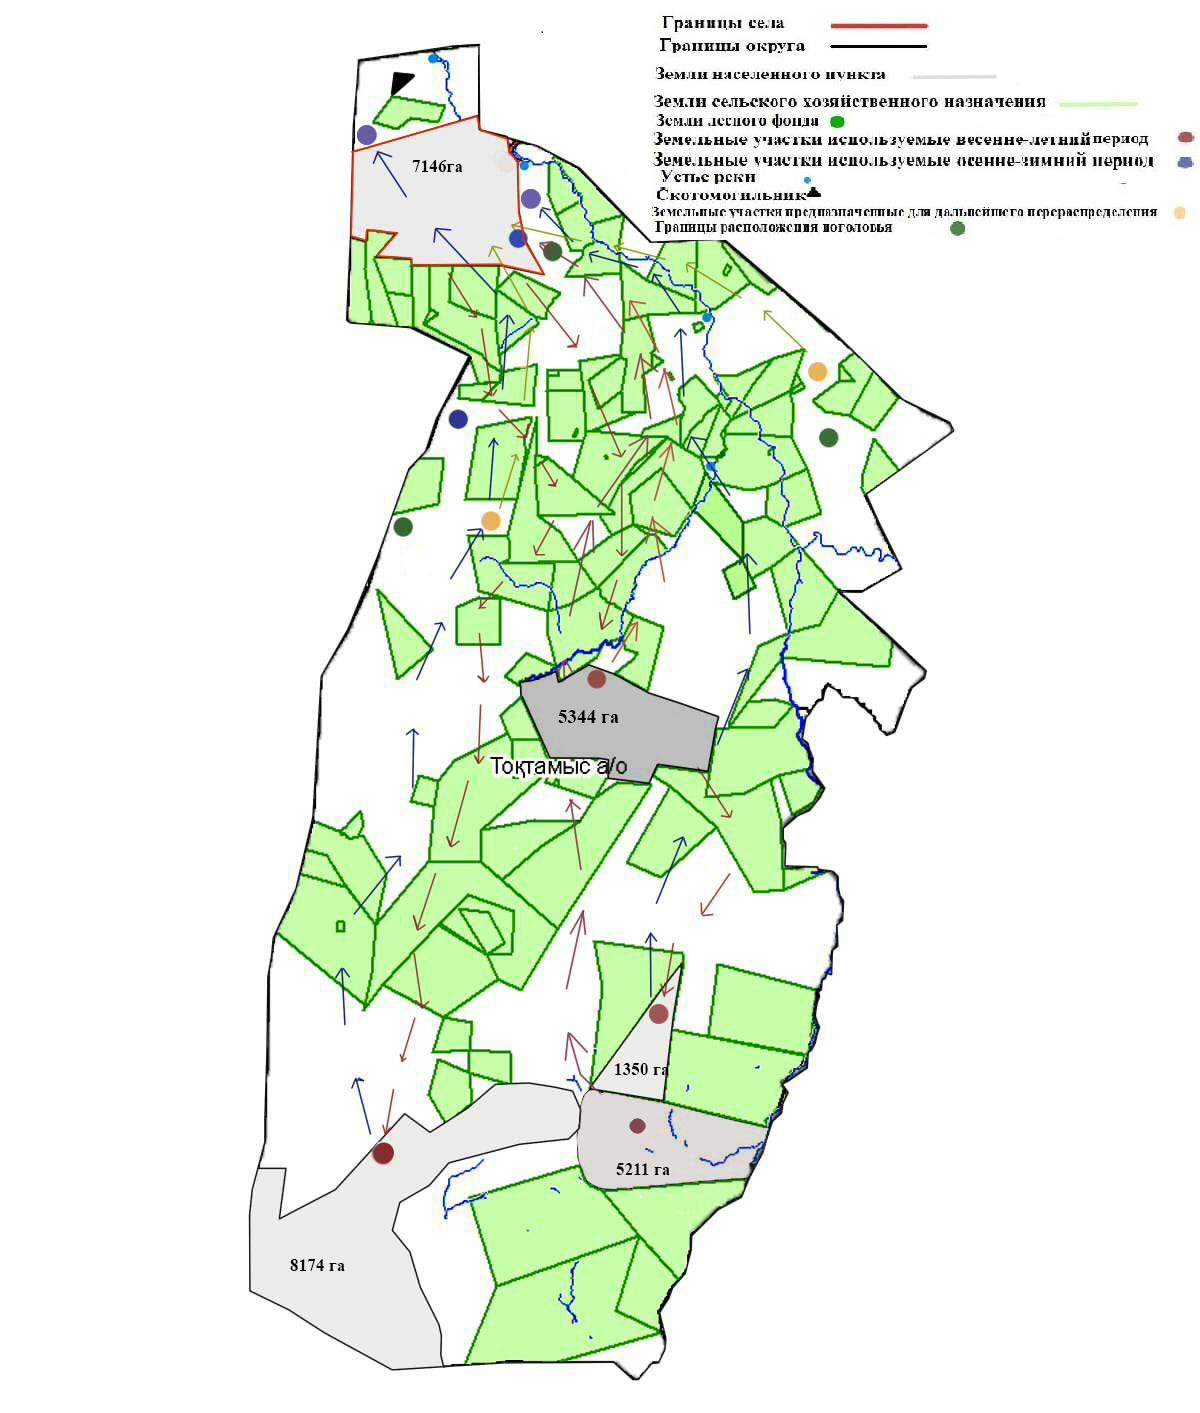 Границы села
Границы округа
Земли населенного пункта
Земли сельского хозяйственного назначения
Земли лесного фонда
Земельные участки используемые весенне-летний период
Земельные участки используемые осенне-зимний период
Устье реки
Скотомогильник
Земельные участки предназначенные для дальнейшего перераспределения
Границы расположения поголовья
7146га
5344 га
Тоқтамыс а/о
1350 га
5211 га
8174 га